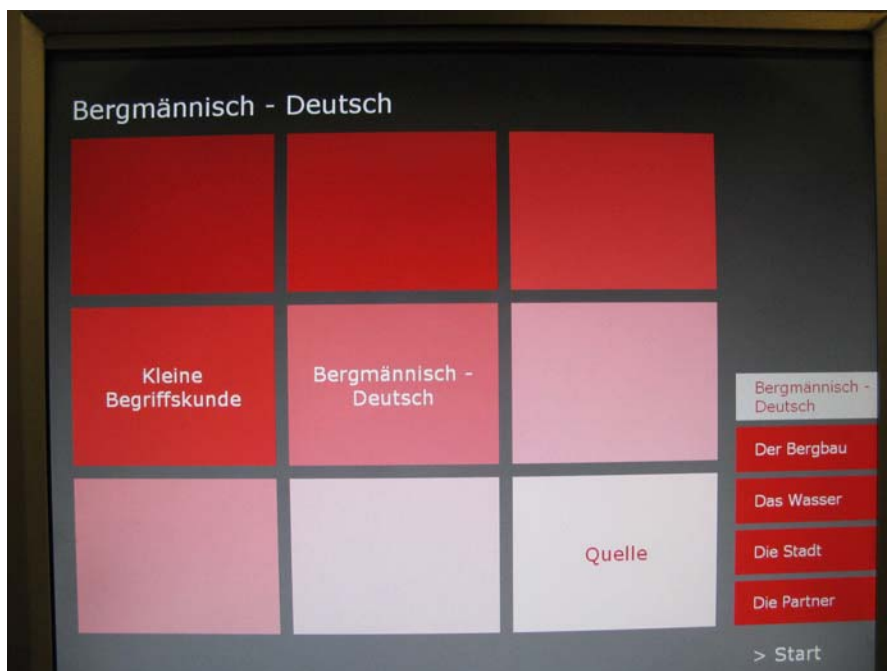 Bergmännisch - Deutsch
Kleine
Begriffskunde
Bergmännisch -
Deutsch
Quelle
Bergmännisch -
Deutsch
Der Bergbau
Das Wasser
Die Stadt
Die Partner
> Start